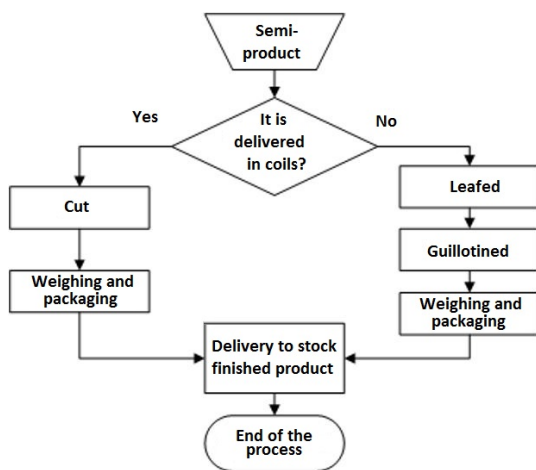 Semi-
product
It is
delivered
in coils?
Yes
No
Cut
Weighing and
packaging
Leafed
Guillotined
Weighing and
packaging
Delivery to stock
finished product
End of the
process